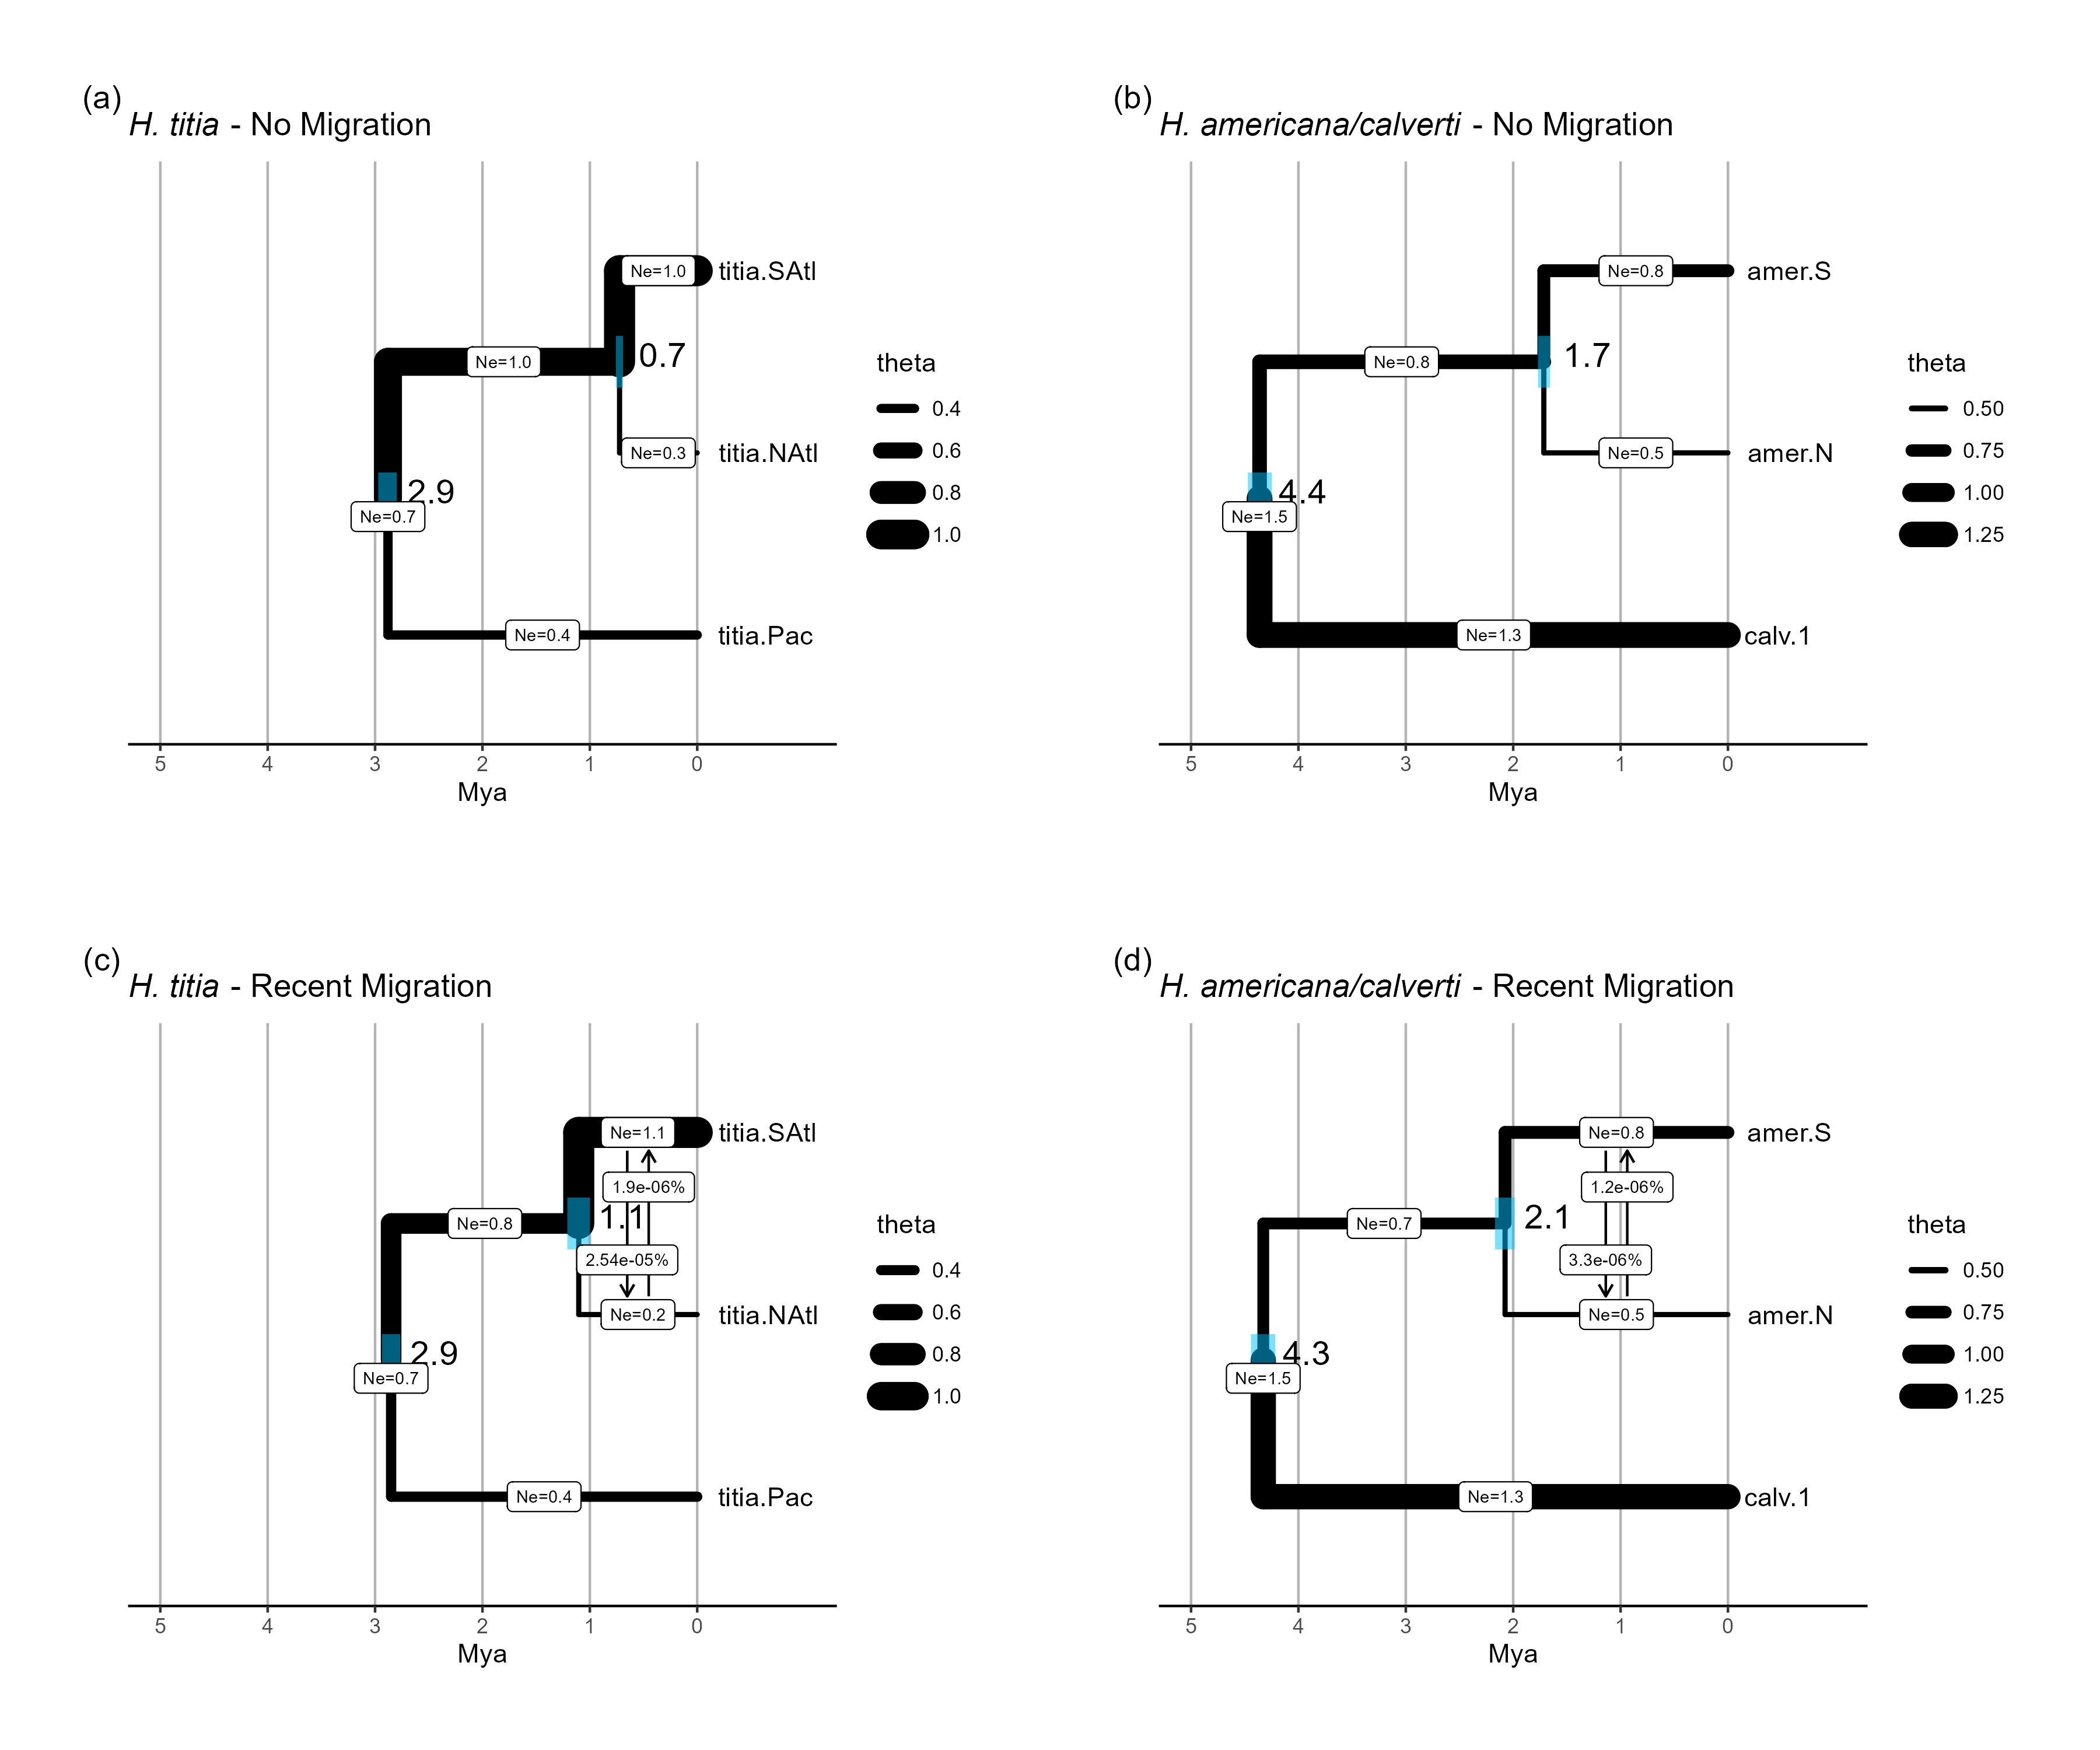 (a)
H. titia - No Migration
Ne=1.0
titia.SAtl
Ne=1.0
0.7
Ne=0.3
titia.NAtl
2.9
Ne=0.7
Ne=0.4
titia.Pac
theta
0.4
0.6
0.8
1.0
5 4 3 2 1 0
Mya
(b)
H. americana/calverti - No Migration
Ne=0.8
amer.S
Ne=0.8
1.7
Ne=0.5
amer.N
4.4
Ne=1.5
Ne=1.3
calv.1
theta
0.50
0.75
1.00
1.25
5 4 3 2 1 0
Mya
(c)
H. titia - Recent Migration
Ne=1.1
titia.SAtl
1.9e-06%
Ne=0.8
1.1
2.54e-05%
Ne=0.2
titia.NAtl
2.9
Ne=0.7
Ne=0.4
titia.Pac
theta
0.4
0.6
0.8
1.0
5 4 3 2 1 0
Mya
(d)
H. americana/calverti - Recent Migration
Ne=0.8
amer.S
1.2e-06%
Ne=0.7
2.1
3.3e-06%
Ne=0.5
amer.N
4.3
Ne=1.5
Ne=1.3
calv.1
theta
0.50
0.75
1.00
1.25
5 4 3 2 1 0
Mya